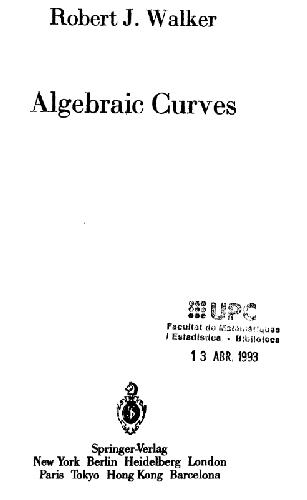 Robert J. Walker
Algebraic Curves
UPC
Facultat de Matemàtiques
i Estadística - Biblioteca
13 ABR. 1993
Springer-Verlag
New York Berlin Heidelberg London
Paris Tokyo Hong Kong Barcelona